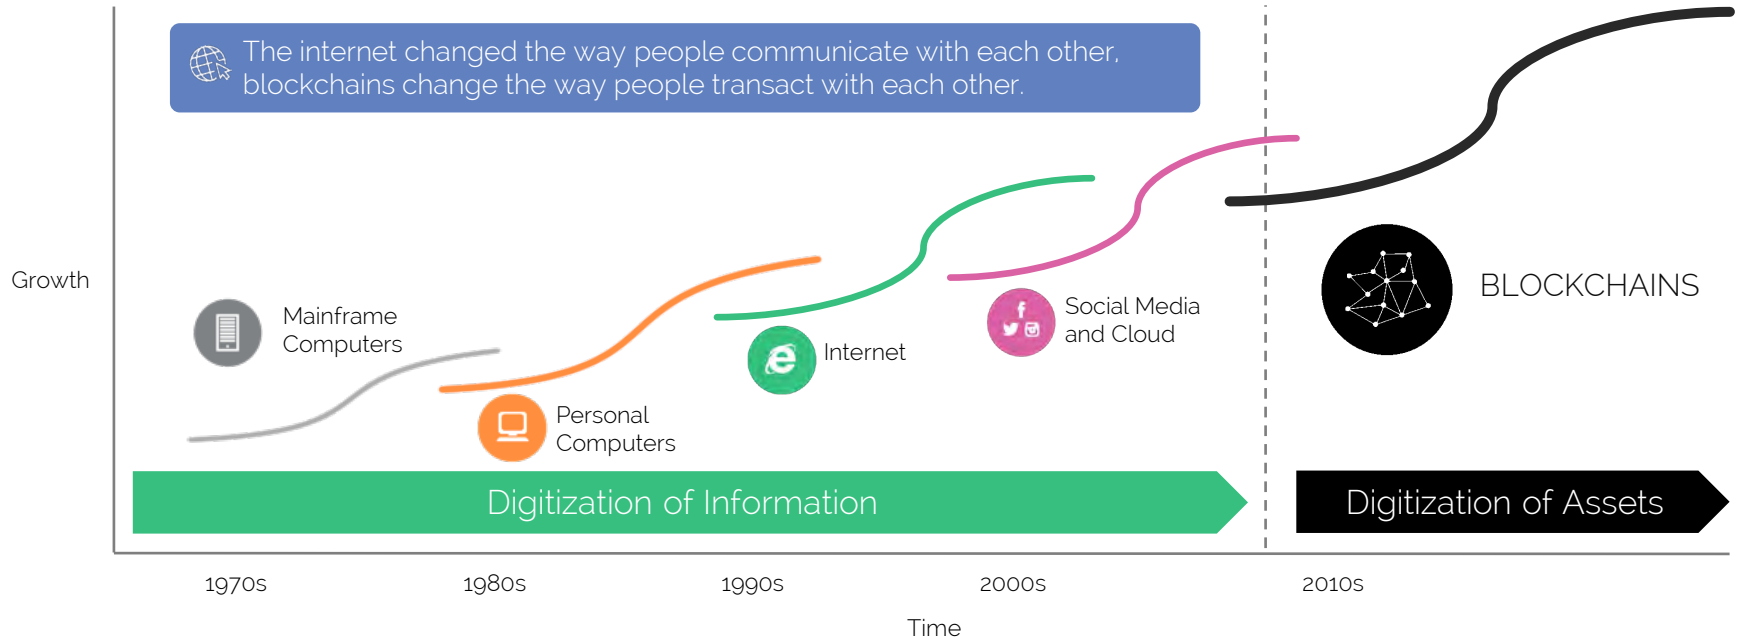 The internet changed the way people communicate with each other,
blockchains change the way people transact with each other.
Growth
Mainframe
Computers
Personal
Computers
Internet
Social Media
and Cloud
BLOCKCHAINS
Digitization of Information
Digitization of Assets
1970s
1980s
1990s
2000s
2010s
Time